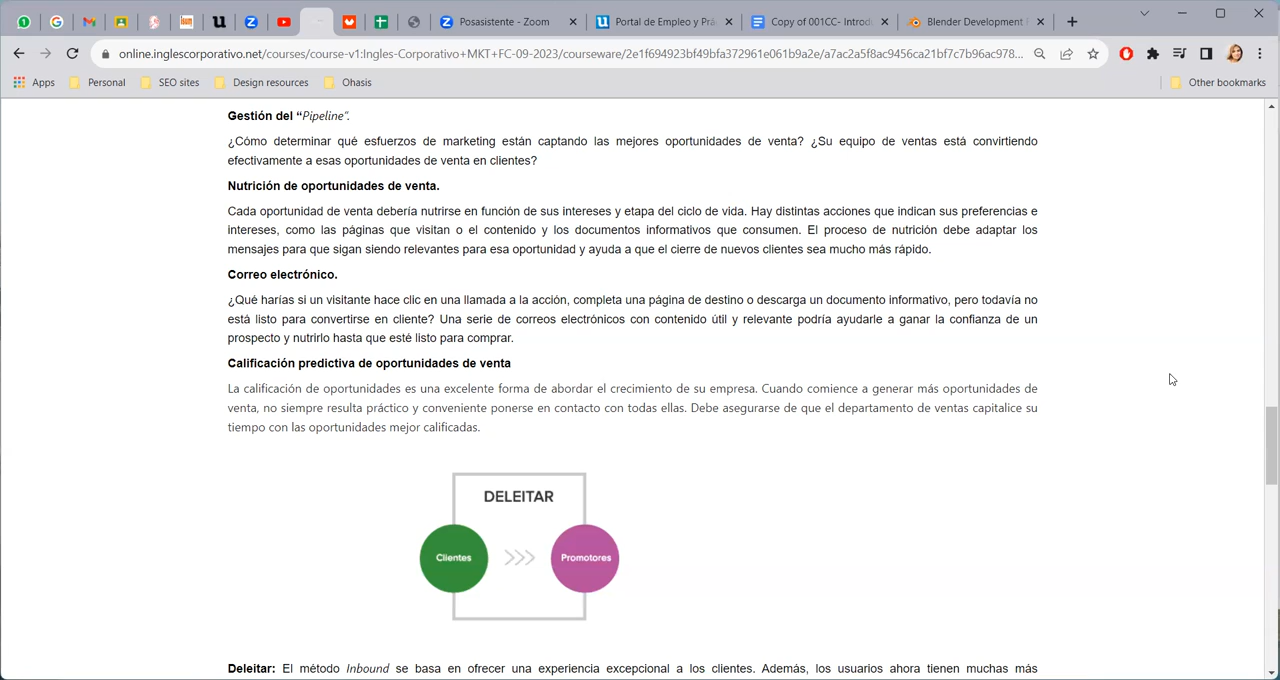 Posasistente - Zoom
Portal de Empleo y Prá
Copy of 001CC- Introdu
Blender Development
online.inglescorporativo.net/courses/course-v1:Ingles-Corporativo+MKT+FC-09-2023/courseware/2e1f694923bf49bfa372961e061b9a2e/a7ac2a5f8ac9456ca21bf7c7b96ac978...
Apps
Personal
SEO sites
Design resources
Ohasis
Other bookmarks
Gestión del “Pipeline”.
¿Cómo determinar qué esfuerzos de marketing están captando las mejores oportunidades de venta? ¿Su equipo de ventas está convirtiendo
efectivamente a esas oportunidades de venta en clientes?
Nutrición de oportunidades de venta.
Cada oportunidad de venta debería nutrirse en función de sus intereses y etapa del ciclo de vida. Hay distintas acciones que indican sus preferencias e
intereses, como las páginas que visitan o el contenido y los documentos informativos que consumen. El proceso de nutrición debe adaptar los
mensajes para que sigan siendo relevantes para esa oportunidad y ayuda a que el cierre de nuevos clientes sea mucho más rápido.
Correo electrónico.
¿Qué harías si un visitante hace clic en una llamada a la acción, completa una página de destino o descarga un documento informativo, pero todavía no
está listo para convertirse en cliente? Una serie de correos electrónicos con contenido útil y relevante podría ayudarle a ganar la confianza de un
prospecto y nutrirlo hasta que esté listo para comprar.
Calificación predictiva de oportunidades de venta
La calificación de oportunidades es una excelente forma de abordar el crecimiento de su empresa. Cuando comience a generar más oportunidades de
venta, no siempre resulta práctico y conveniente ponerse en contacto con todas ellas. Debe asegurarse de que el departamento de ventas capitalice su
tiempo con las oportunidades mejor calificadas.
DELEITAR
Clientes
Promotores
Deleitar: El método Inbound se basa en ofrecer una experiencia excepcional a los clientes. Además, los usuarios ahora tienen muchas más